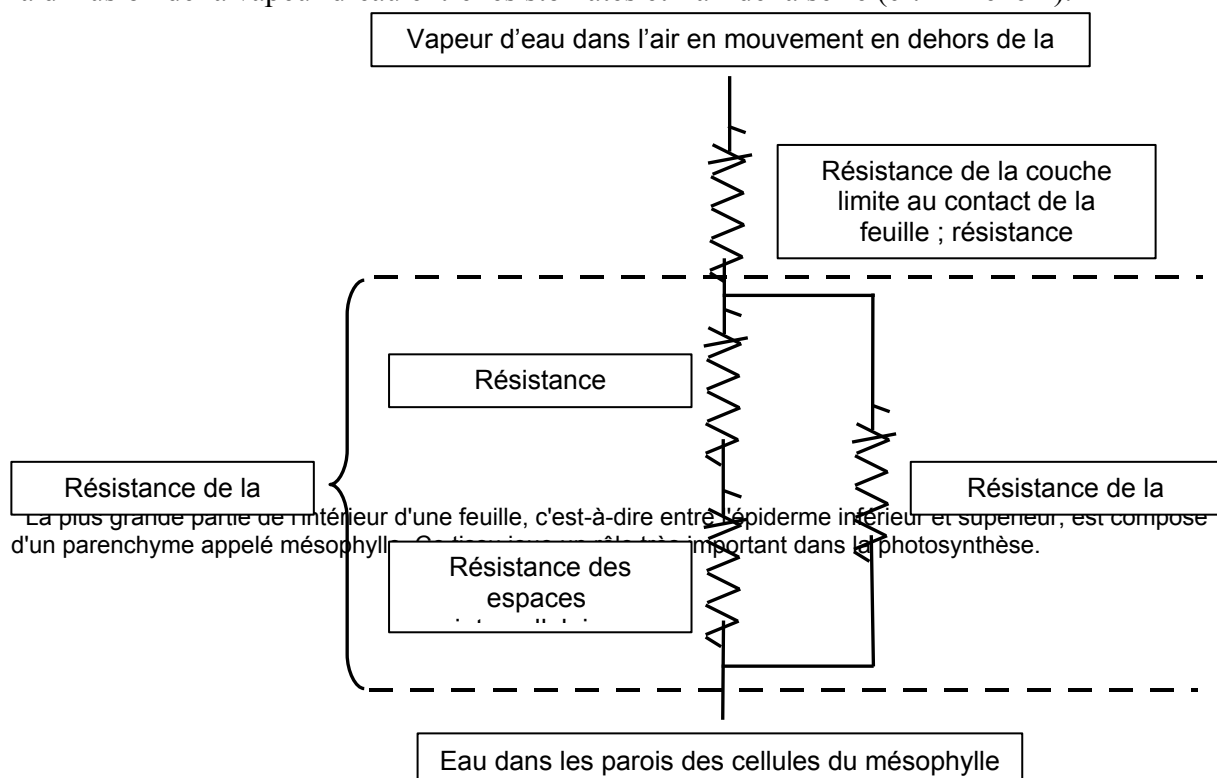 Vapeur d'eau dans l'air en mouvement en dehors de la
Résistance de la couche
limite au contact de la
feuille ; résistance
Résistance
Résistance de la
Résistance de la
La plus grande partie de l'intérieur d'une feuille, c'est-à-dire entre l'épiderme inférieur et supérieur, est composé
d'un parenchyme appelé mésophylle. Ce tissu joue un rôle très important dans la photosynthèse.
Résistance des
espaces
Eau dans les parois des cellules du mésophylle